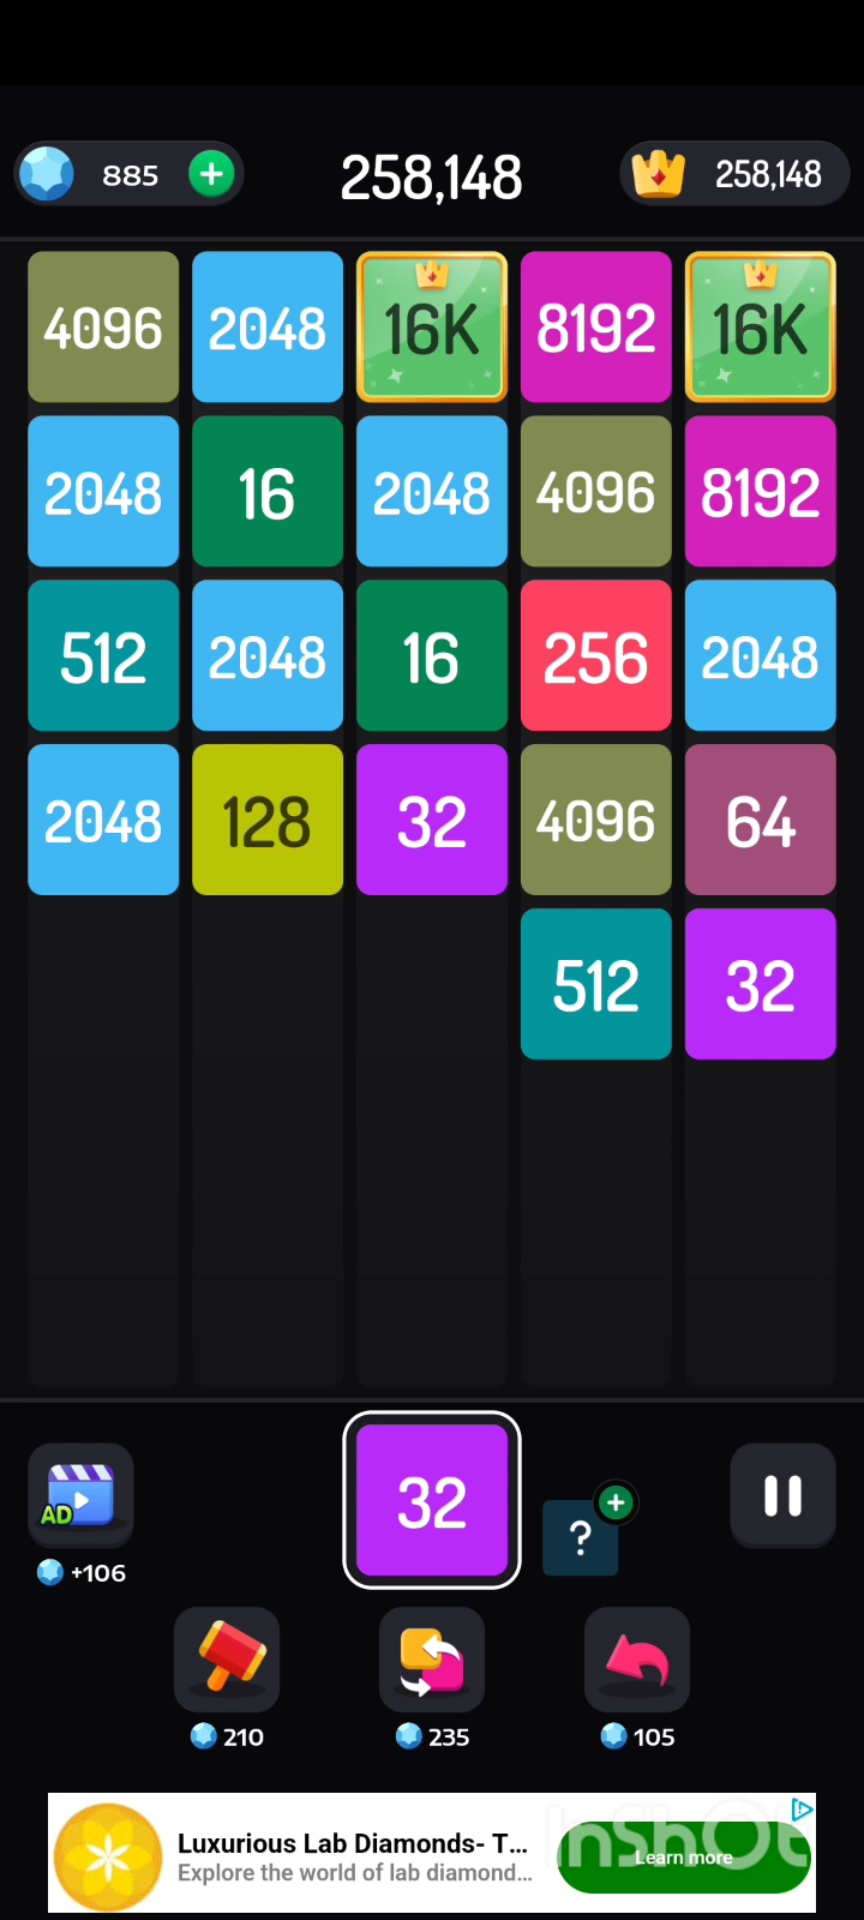 885 + 258,148 258,148
4096 2048 16K 8192 16K
2048 16 2048 4096 8192
512 2048 16 256 2048
2048 128 32 4096 64
512 32
AD 32 ? +
+106
210 235 105
Luxurious Lab Diamonds- T...
Explore the world of lab diamond...
Learn more
InShOt